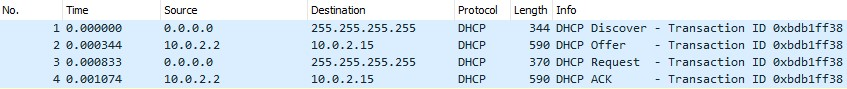 No. Time Source Destination Protocol Length Info
1 0.000000 0.0.0.0 255.255.255.255 DHCP 344 DHCP Discover - Transaction ID 0xbdb1ff38
2 0.000344 10.0.2.2 10.0.2.15 DHCP 590 DHCP Offer - Transaction ID 0xbdb1ff38
3 0.000833 0.0.0.0 255.255.255.255 DHCP 370 DHCP Request - Transaction ID 0xbdb1ff38
4 0.001074 10.0.2.2 10.0.2.15 DHCP 590 DHCP ACK - Transaction ID 0xbdb1ff38